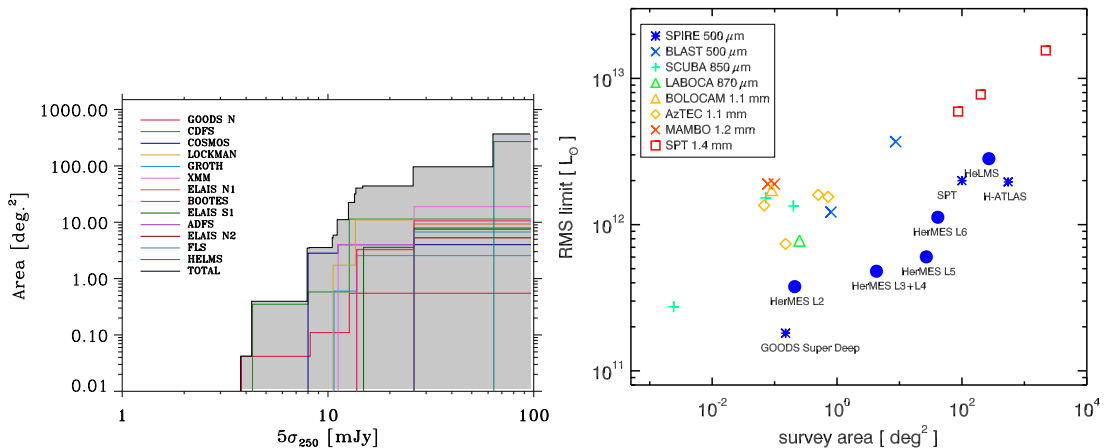 1000.00
100.00
10.00
1.00
0.10
0.01
Area [deg.²]
GOODS N
CDFS
COSMOS
LOCKMAN
GROTH
XMM
ELAIS N1
BOOTES
ELAIS S1
ADFS
ELAIS N2
FLS
HELMS
TOTAL
1 10 100
5σ₂₅₀ [mJy]
10¹³
10¹²
10¹¹
RMS limit [ L⊙ ]
SPIRE 500 μm
BLAST 500 μm
SCUBA 850 μm
LABOCA 870 μm
BOLOCAM 1.1 mm
AzTEC 1.1 mm
MAMBO 1.2 mm
SPT 1.4 mm
HeLMS
SPT
H-ATLAS
HerMES L6
HerMES L5
HerMES L3+L4
HerMES L2
GOODS Super Deep
10⁻² 10⁰ 10² 10⁴
survey area [ deg² ]